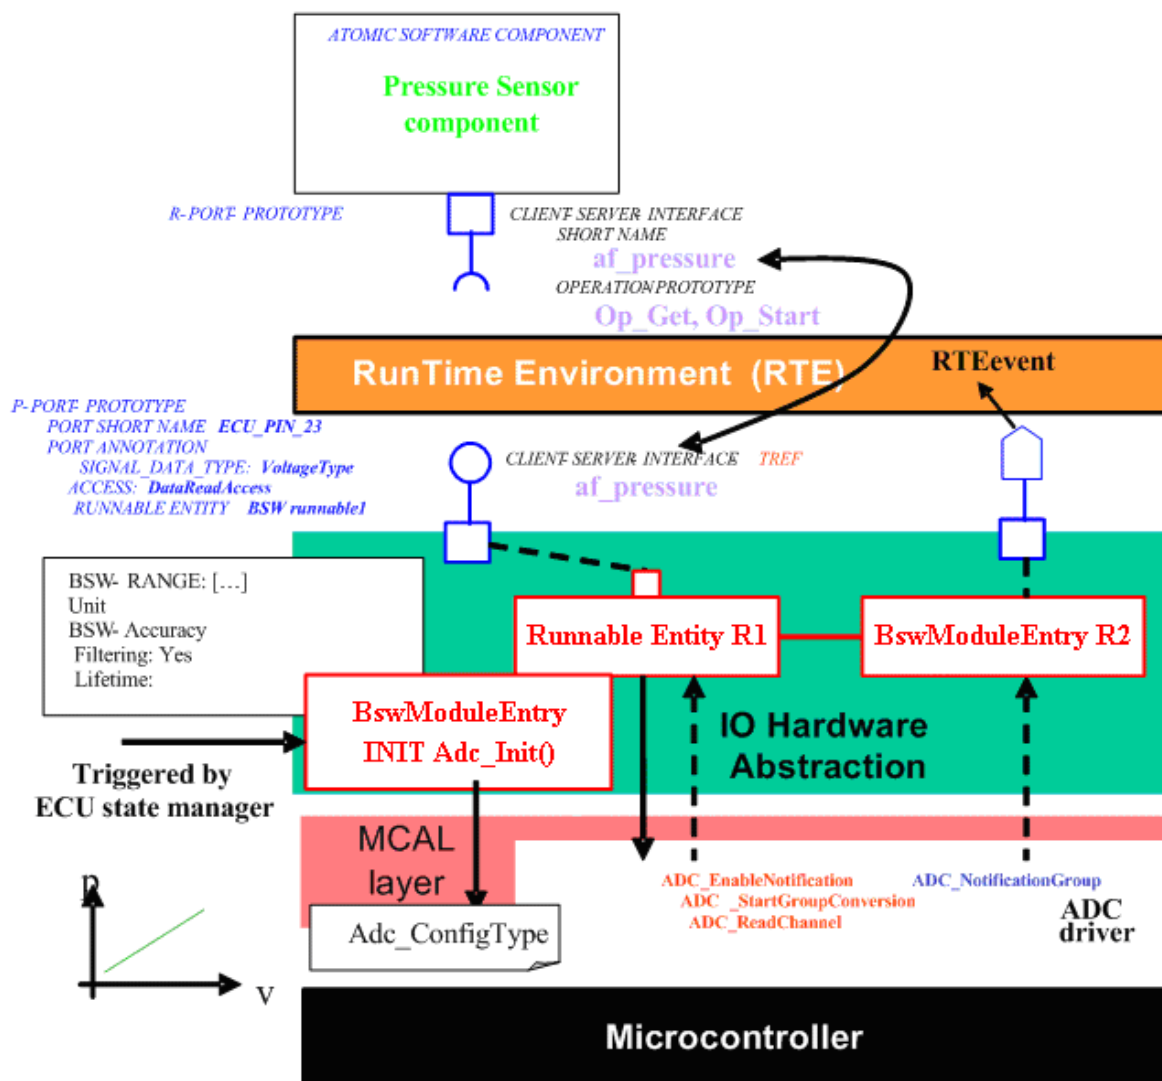 ATOMIC SOFTWARE COMPONENT
Pressure Sensor
component
R-PORT- PROTOTYPE
CLIENT-SERVER- INTERFACE
SHORT NAME
af_pressure
OPERATION-PROTOTYPE
Op_Get, Op_Start
RunTime Environment (RTE)
RTEevent
P-PORT- PROTOTYPE
PORT SHORT NAME ECU_PIN_23
PORT ANNOTATION
SIGNAL_DATA_TYPE: VoltageType
ACCESS: DataReadAccess
RUNNABLE ENTITY BSW runnable1
CLIENT-SERVER- INTERFACE TREF
af_pressure
BSW- RANGE: […]
Unit
BSW- Accuracy
Filtering: Yes
Lifetime:
Runnable Entity R1
BswModuleEntry R2
BswModuleEntry
INIT Adc_Init()
IO Hardware
Abstraction
Triggered by
ECU state manager
MCAL
layer
ADC_EnableNotification
ADC _StartGroupConversion
ADC_ReadChannel
ADC_NotificationGroup
ADC
driver
Adc_ConfigType
p
v
Microcontroller